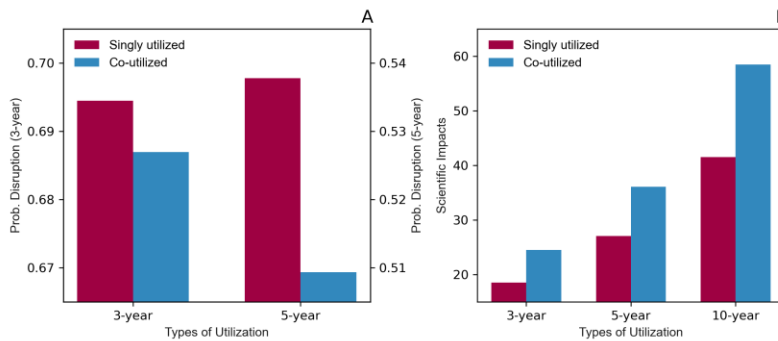 A
Singly utilized
Co-utilized
Prob. Disruption (3-year)
0.70
0.69
0.68
0.67
0.54
0.53
0.52
0.51
Prob. Disruption (5-year)
3-year 5-year
Types of Utilization
Singly utilized
Co-utilized
Scientific Impacts
60
50
40
30
20
3-year 5-year 10-year
Types of Utilization